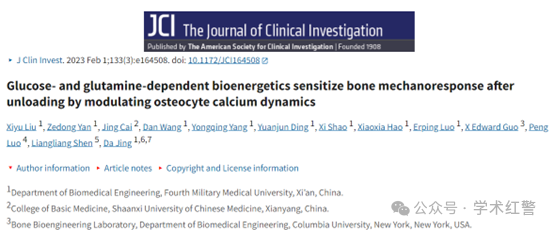 JCI The Journal of Clinical Investigation
Published by The American Society for Clinical Investigation | Founded 1908
J Clin Invest. 2023 Feb 1;133(3):e164508. doi: 10.1172/JCI164508
Glucose- and glutamine-dependent bioenergetics sensitize bone mechanoresponse after
unloading by modulating osteocyte calcium dynamics
Xiyu Liu 1, Zedong Yan 1, Jing Cai 2, Dan Wang 1, Yongqing Yang 1, Yuanjun Ding 1, Xi Shao 1, Xiaoxia Hao 1, Erping Luo 1, X Edward Guo 3, Peng
Luo 4, Liangliang Shen 5, Da Jing 1,6,7
Author information Article notes Copyright and License information
1Department of Biomedical Engineering, Fourth Military Medical University, Xi'an, China.
2College of Basic Medicine, Shaanxi University of Chinese Medicine, Xianyang, China.
3Bone Bioengineering Laboratory, Department of Biomedical Engineering, Columbia University, New York, New York, USA.
公众号 · 学术红警